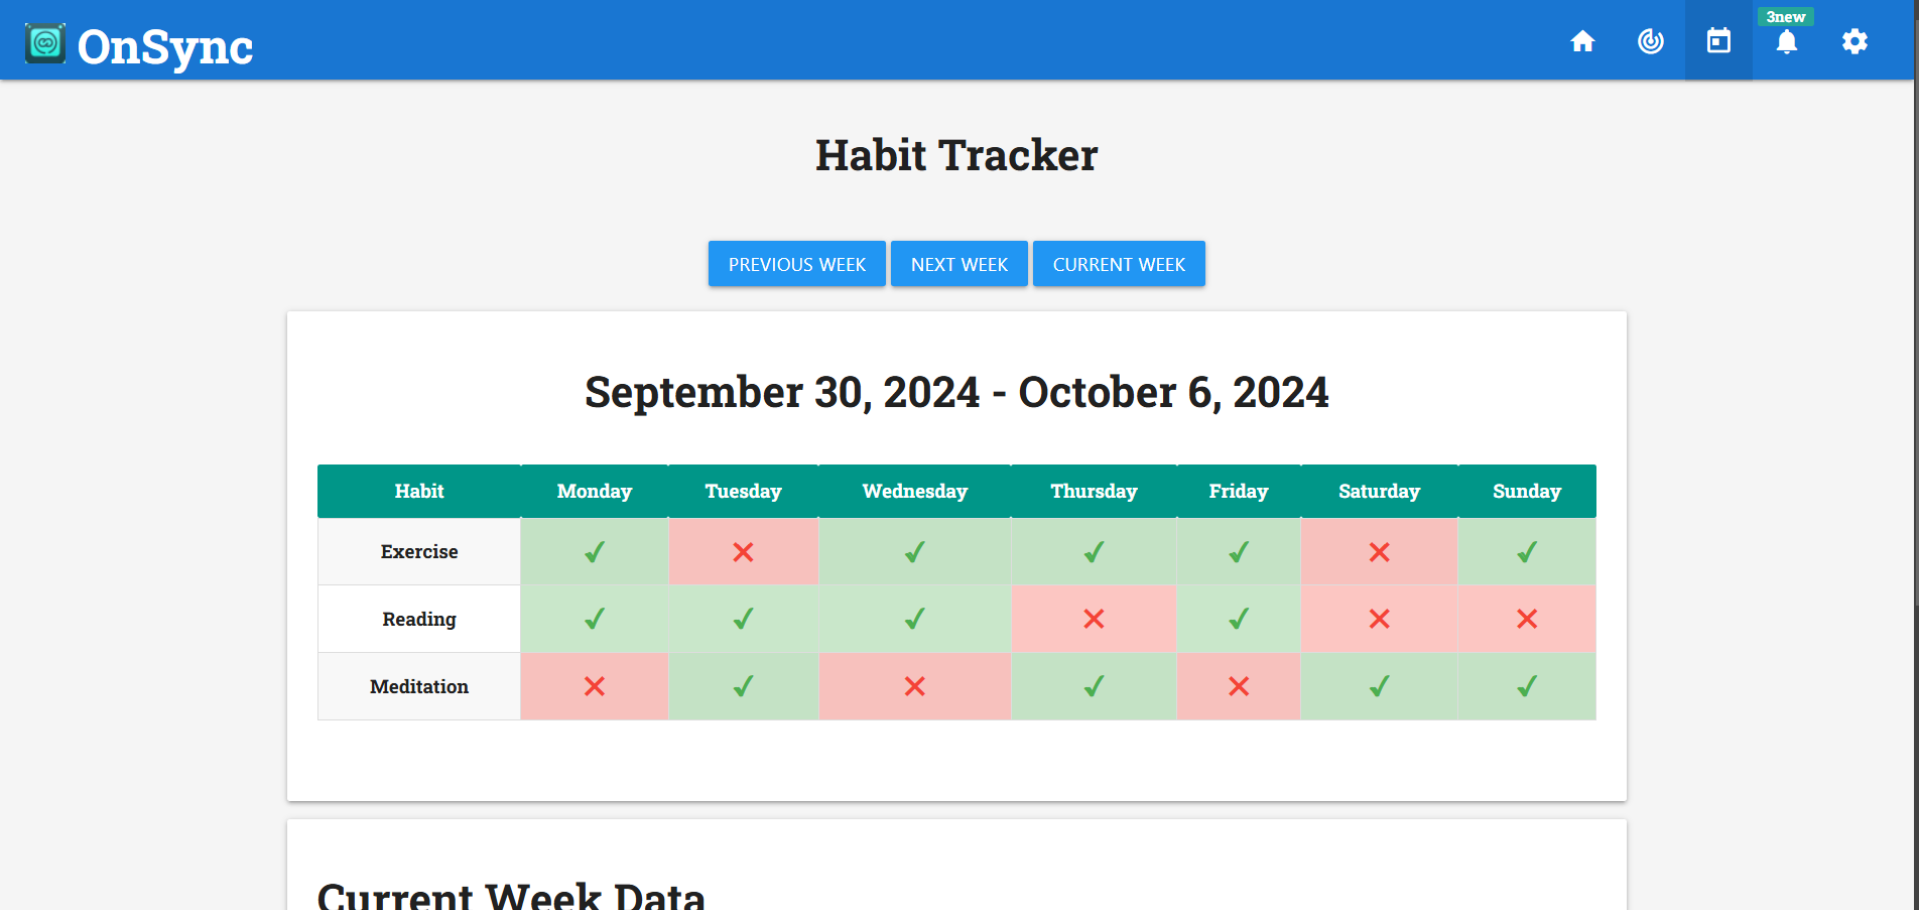 OnSync
3new
Habit Tracker
PREVIOUS WEEK NEXT WEEK CURRENT WEEK
September 30, 2024 - October 6, 2024
Habit Monday Tuesday Wednesday Thursday Friday Saturday Sunday
Exercise ✓ ✕ ✓ ✓ ✓ ✕ ✓
Reading ✓ ✓ ✓ ✕ ✓ ✕ ✕
Meditation ✕ ✓ ✕ ✓ ✕ ✓ ✓
Current Week Data